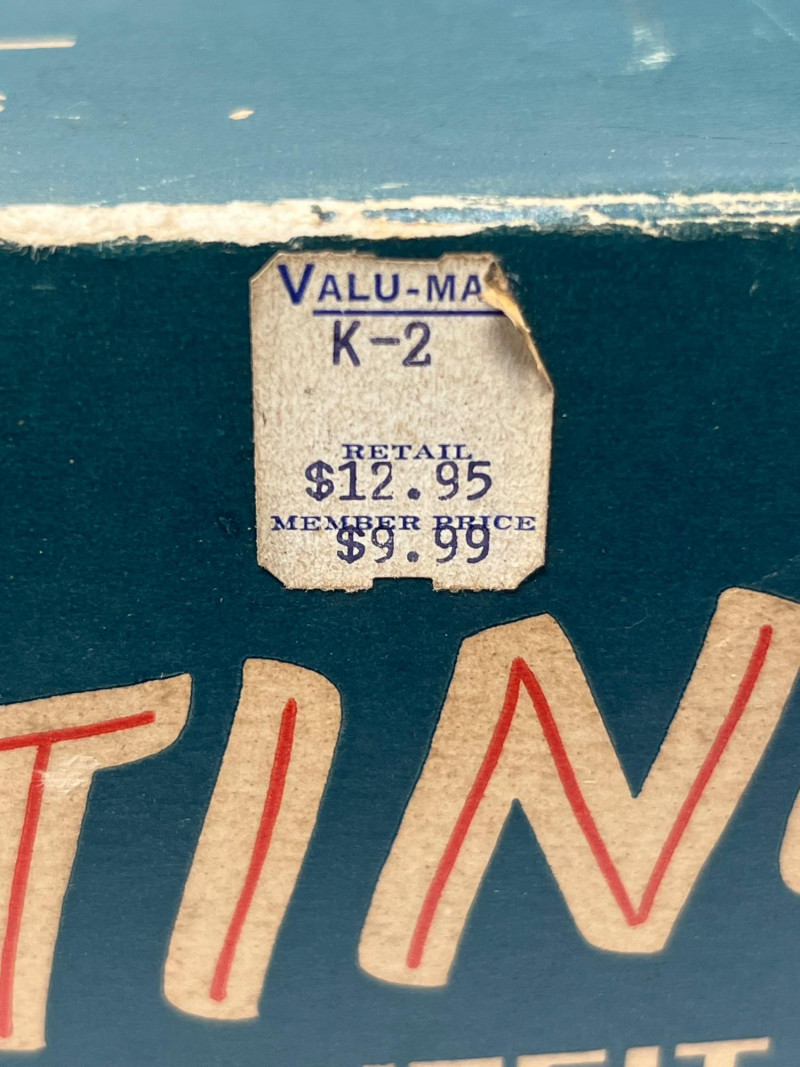 VALU-MA
K-2
RETAIL
$12.95
MEMBER PRICE
$9.99
TIN